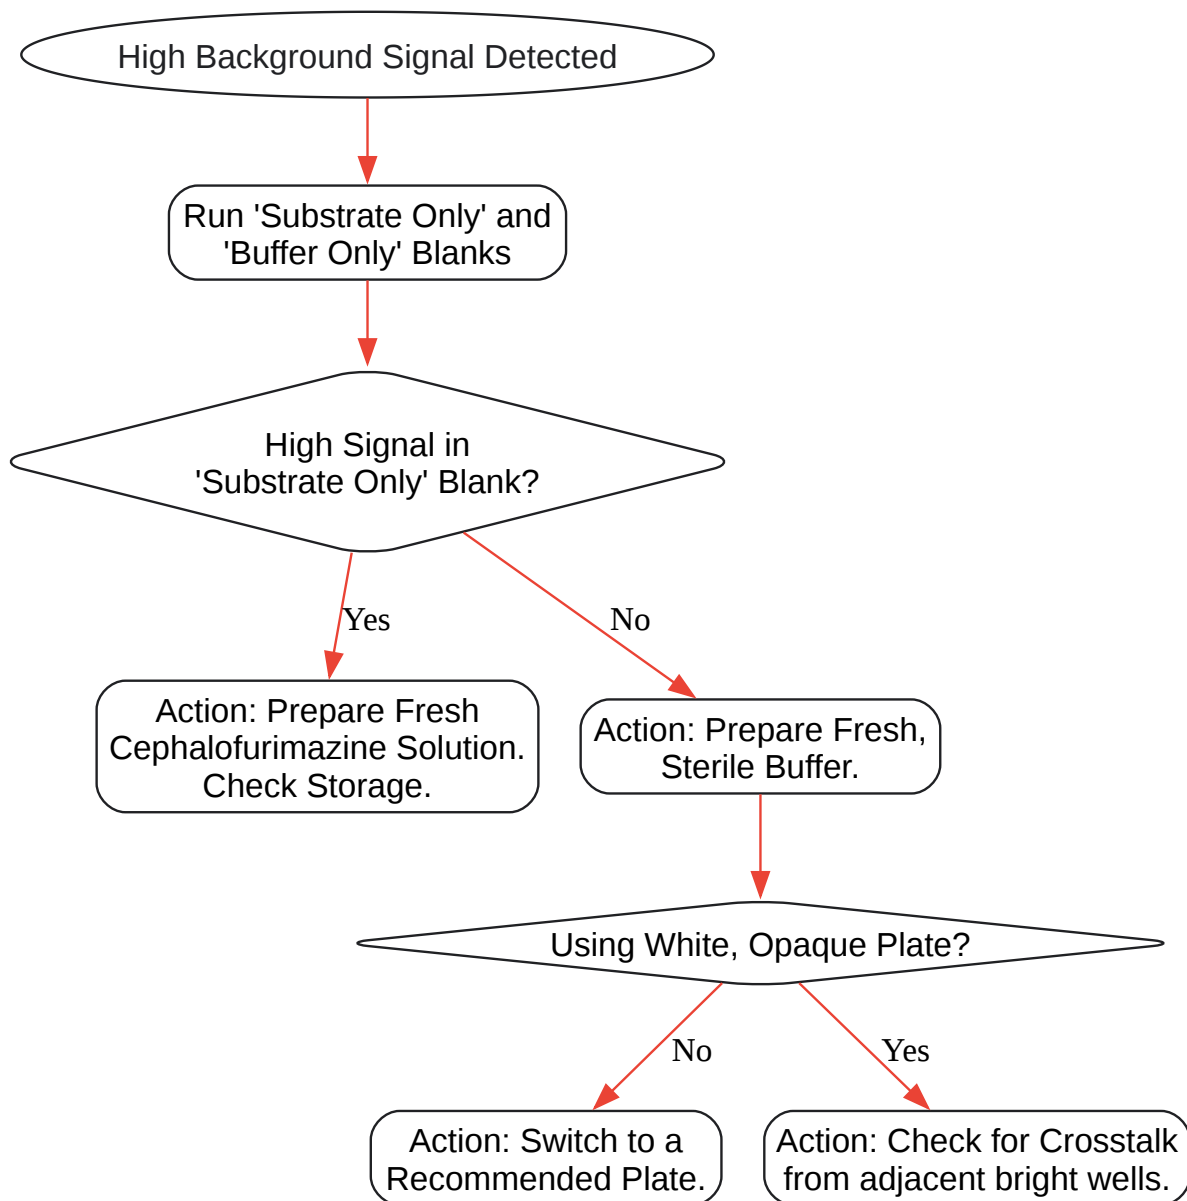 High Background Signal Detected
Run 'Substrate Only' and
'Buffer Only' Blanks
High Signal in
'Substrate Only' Blank?
Yes
No
Action: Prepare Fresh
Cephalofurimazine Solution.
Check Storage.
Action: Prepare Fresh,
Sterile Buffer.
Using White, Opaque Plate?
No
Yes
Action: Switch to a
Recommended Plate.
Action: Check for Crosstalk
from adjacent bright wells.